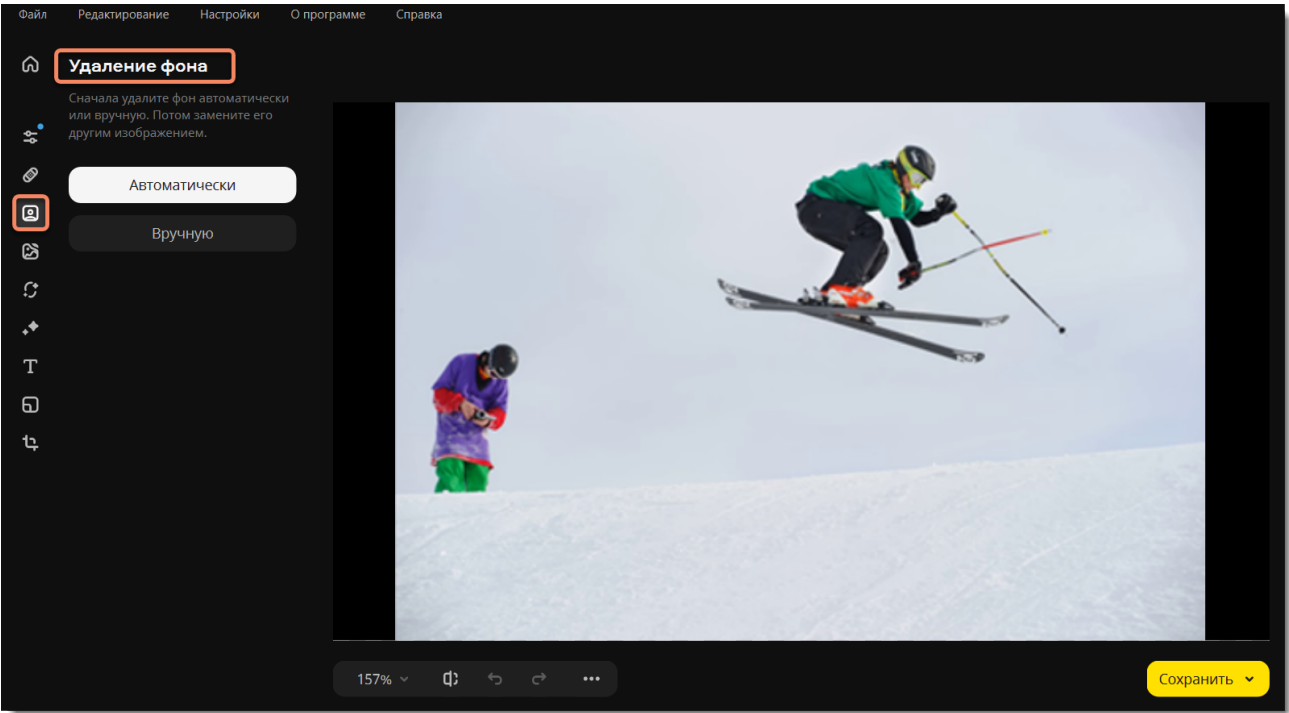 Файл Редактирование Настройки О программе Справка
Удаление фона
Сначала удалите фон автоматически
или вручную. Потом замените его
другим изображением.
Автоматически
Вручную
157%
Сохранить